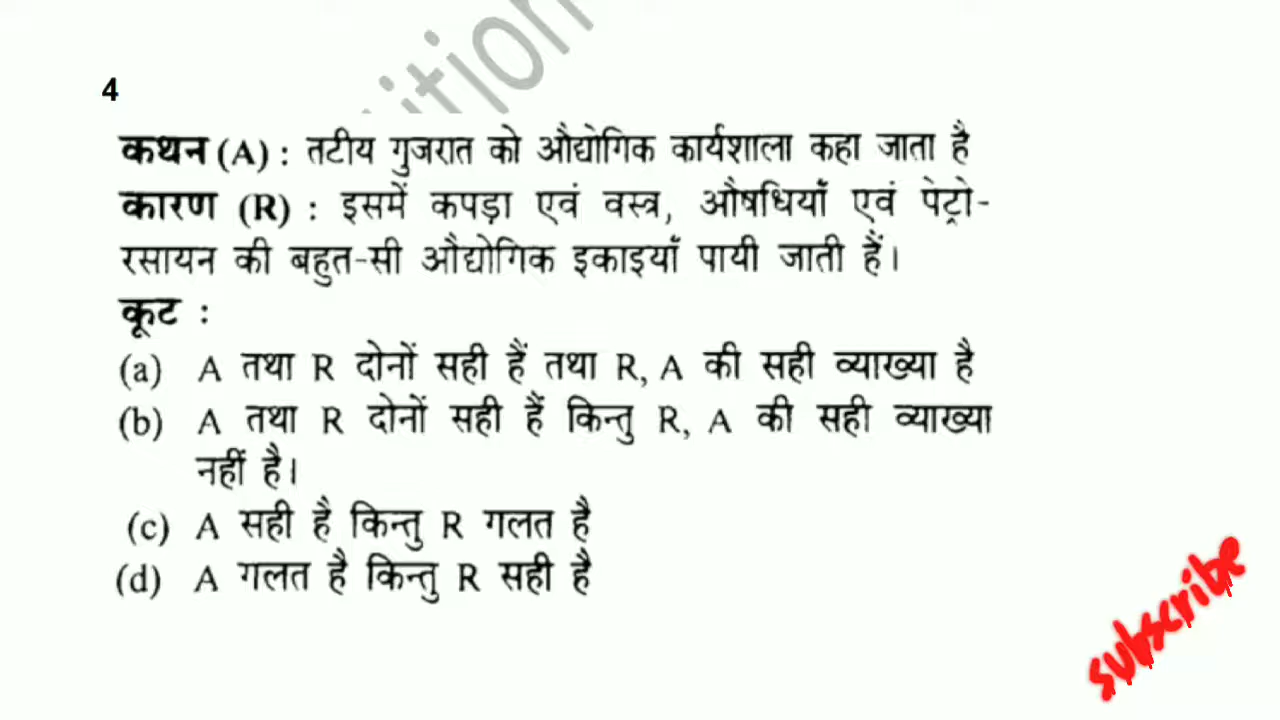 4
कथन (A) : तटीय गुजरात को औद्योगिक कार्यशाला कहा जाता है
कारण (R) : इसमें कपड़ा एवं वस्त्र, औषधियाँ एवं पेट्रो-
रसायन की बहुत-सी औद्योगिक इकाइयाँ पायी जाती हैं।
कूट :
(a) A तथा R दोनों सही हैं तथा R, A की सही व्याख्या है
(b) A तथा R दोनों सही हैं किन्तु R, A की सही व्याख्या
नहीं है।
(c) A सही है किन्तु R गलत है
(d) A गलत है किन्तु R सही है
subscribe